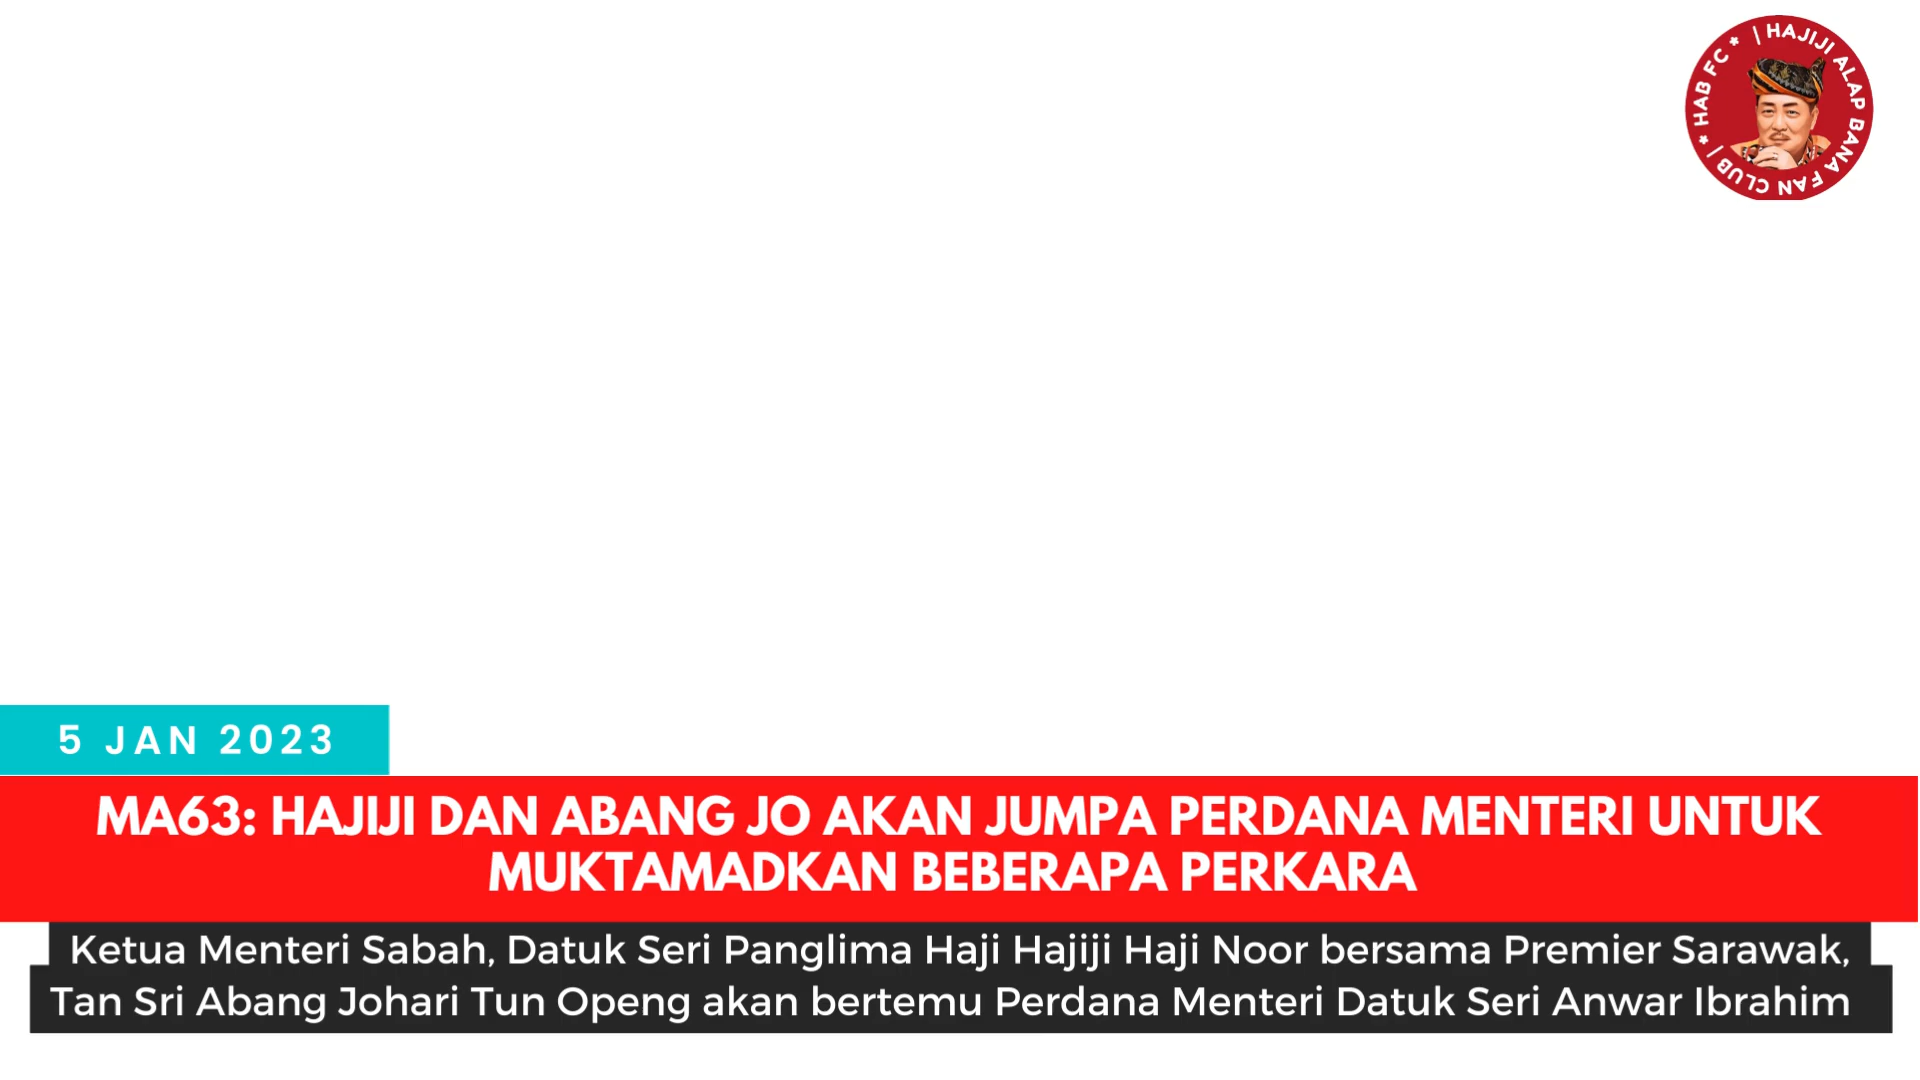 | HAJIJI ALAP BANA FAN CLUB | * HAB FC *
5 JAN 2023
MA63: HAJIJI DAN ABANG JO AKAN JUMPA PERDANA MENTERI UNTUK
MUKTAMADKAN BEBERAPA PERKARA
Ketua Menteri Sabah, Datuk Seri Panglima Haji Hajiji Haji Noor bersama Premier Sarawak,
Tan Sri Abang Johari Tun Openg akan bertemu Perdana Menteri Datuk Seri Anwar Ibrahim